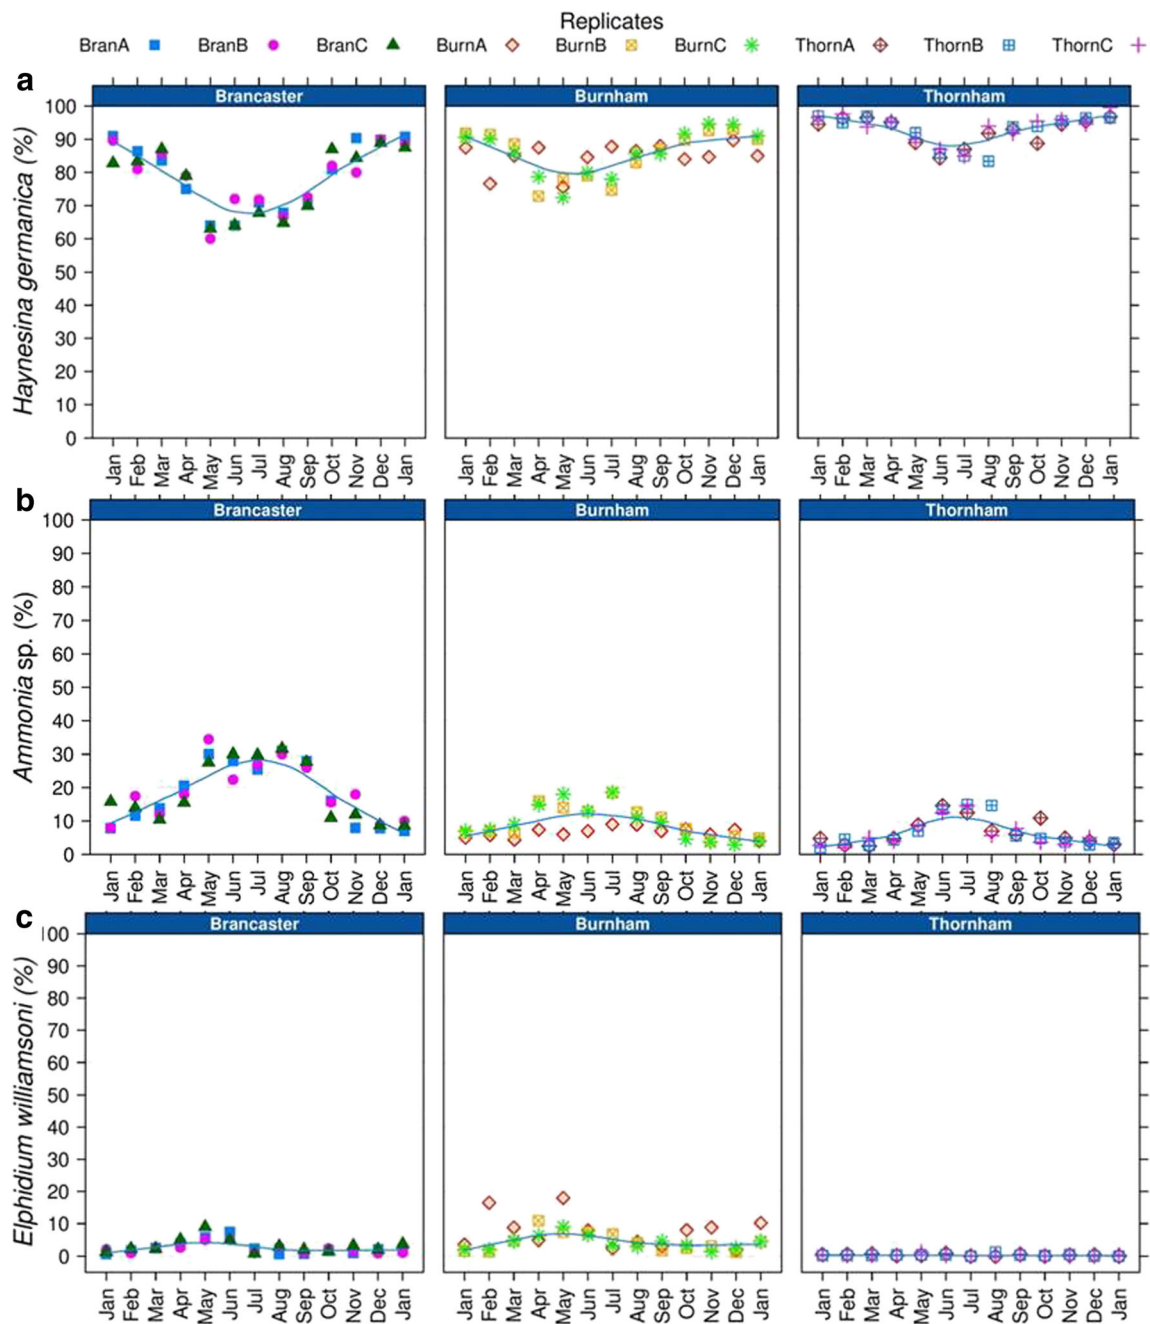 Replicates
BranA BranB BranC BurnA BurnB BurnC ThornA ThornB ThornC
a
Brancaster Burnham Thornham
Haynesina germanica (%)
100
90
80
70
60
50
40
30
20
10
0
Jan Feb Mar Apr May Jun Jul Aug Sep Oct Nov Dec Jan
Jan Feb Mar Apr May Jun Jul Aug Sep Oct Nov Dec Jan
Jan Feb Mar Apr May Jun Jul Aug Sep Oct Nov Dec Jan
b
Brancaster Burnham Thornham
Ammonia sp. (%)
100
90
80
70
60
50
40
30
20
10
0
Jan Feb Mar Apr May Jun Jul Aug Sep Oct Nov Dec Jan
Jan Feb Mar Apr May Jun Jul Aug Sep Oct Nov Dec Jan
Jan Feb Mar Apr May Jun Jul Aug Sep Oct Nov Dec Jan
c
Brancaster Burnham Thornham
Elphidium williamsoni (%)
100
90
80
70
60
50
40
30
20
10
0
Jan Feb Mar Apr May Jun Jul Aug Sep Oct Nov Dec Jan
Jan Feb Mar Apr May Jun Jul Aug Sep Oct Nov Dec Jan
Jan Feb Mar Apr May Jun Jul Aug Sep Oct Nov Dec Jan